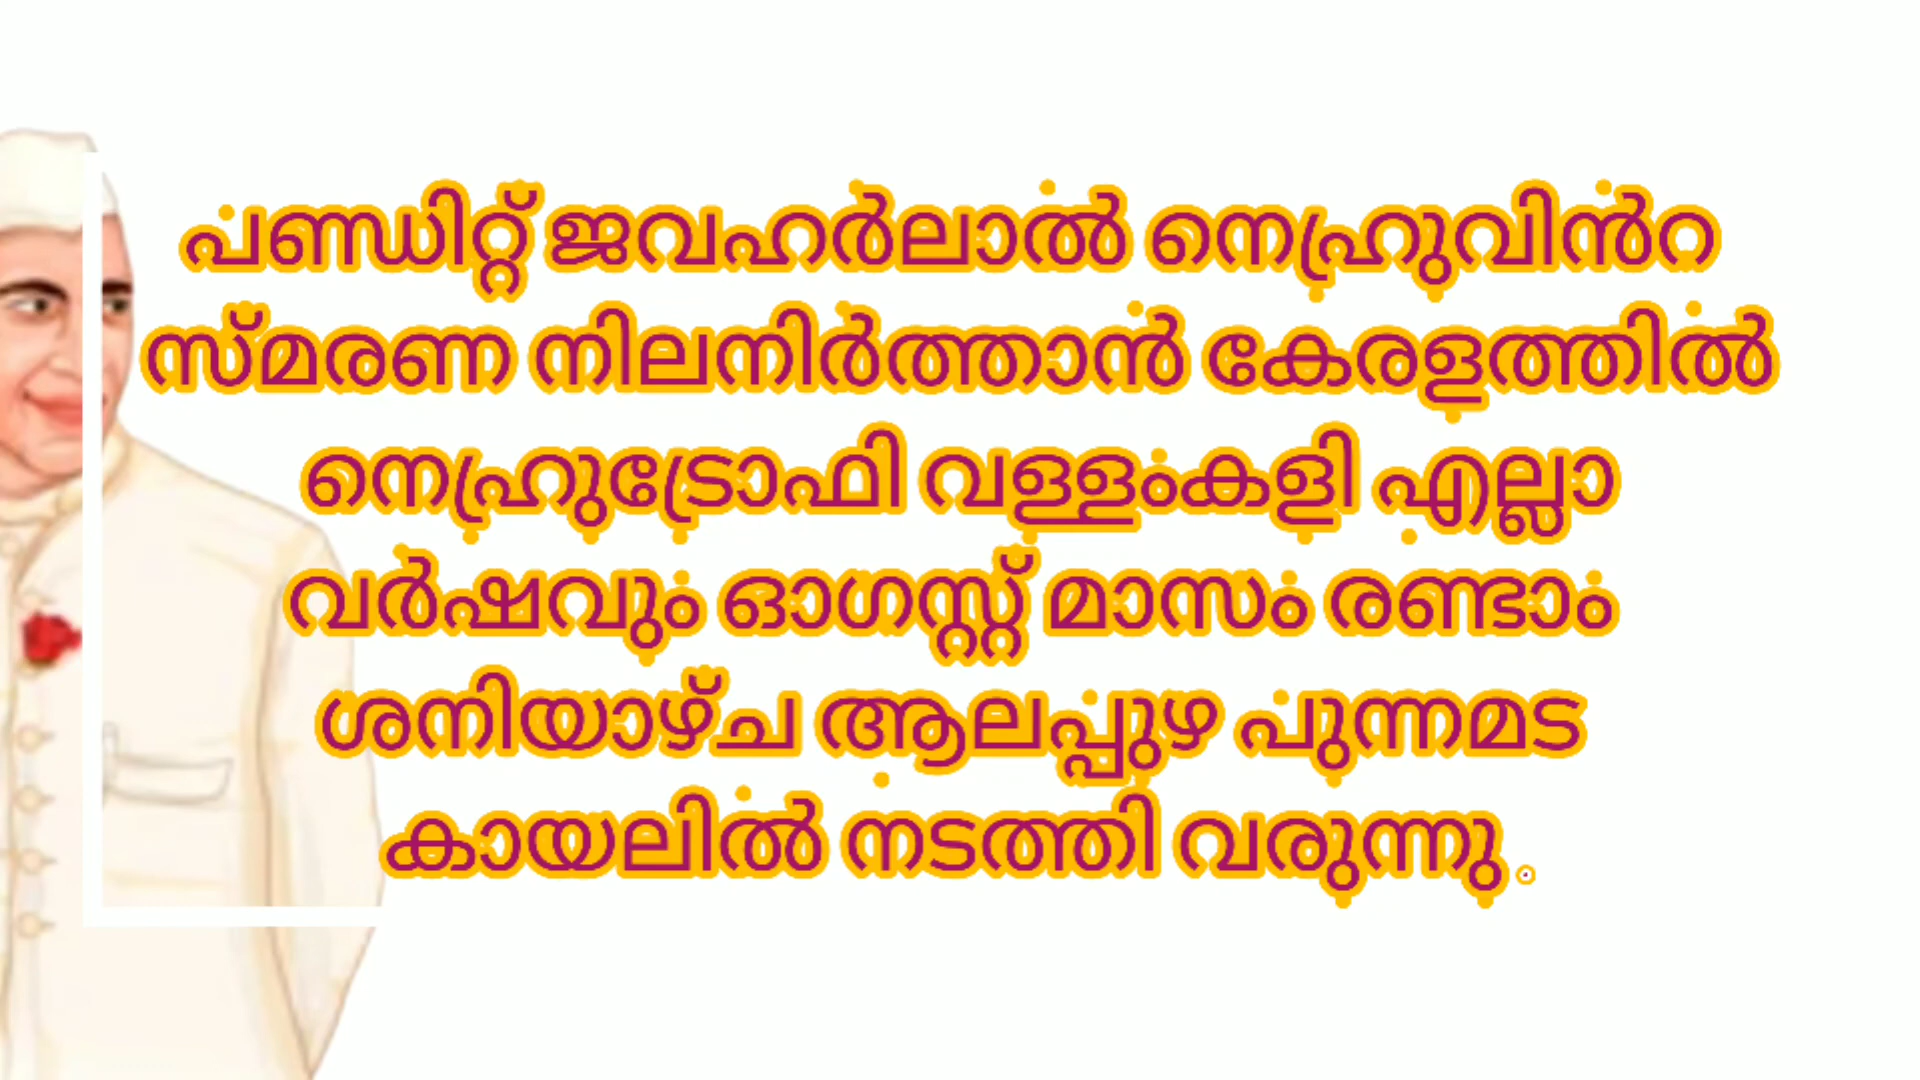 പണ്ഡിറ്റ് ജവഹർലാൽ നെഹ്രുവിൻറ
സ്മരണ നിലനിർത്താൻ കേരളത്തിൽ
നെഹ്രുട്രോഫി വള്ളംകളി എല്ലാ
വർഷവും ഓഗസ്റ്റ് മാസം രണ്ടാം
ശനിയാഴ്ച ആലപ്പുഴ പുന്നമട
കായലിൽ നടത്തി വരുന്നു.